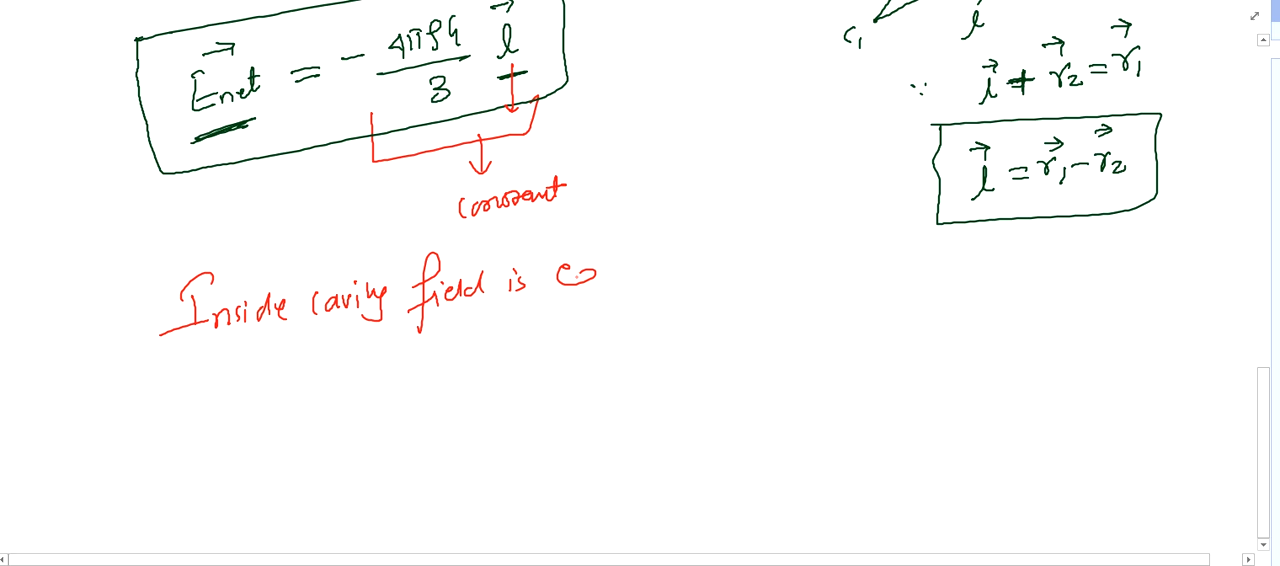 E⃗net = - 4πρG/3 l⃗
constant
Inside cavity field is co
C₁
l⃗
∵ l⃗ + r⃗₂ = r⃗₁
l⃗ = r⃗₁ - r⃗₂